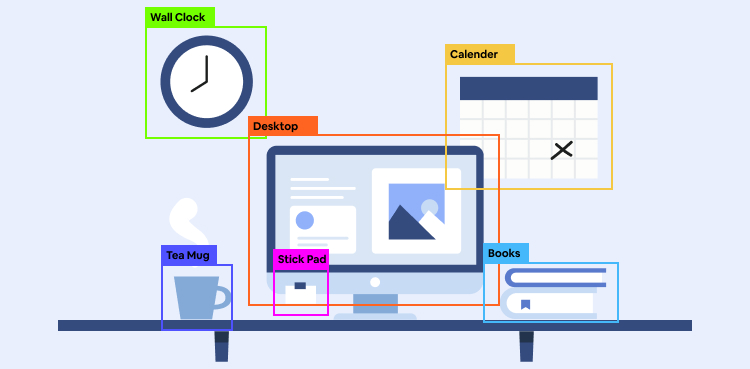 Wall Clock
Calender
Desktop
Tea Mug
Stick Pad
Books